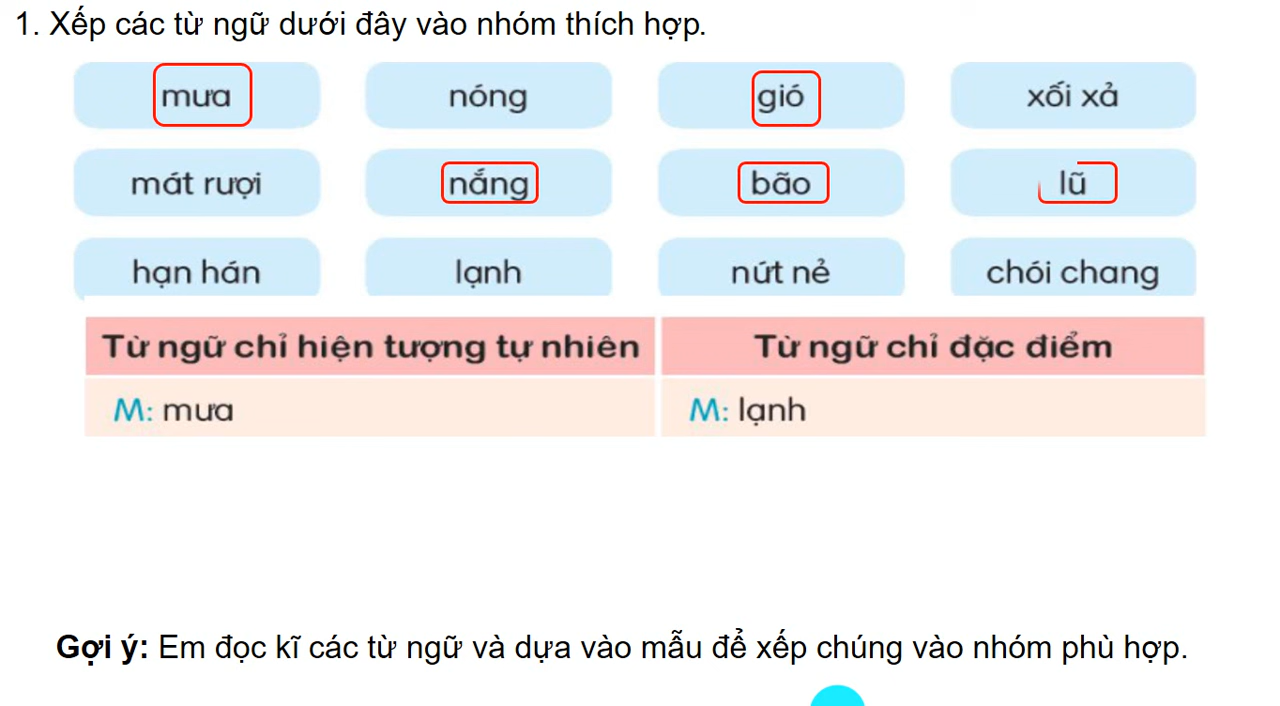 1. Xếp các từ ngữ dưới đây vào nhóm thích hợp.
mưa nóng gió xối xả
mát rượi nắng bão lũ
hạn hán lạnh nứt nẻ chói chang
Từ ngữ chỉ hiện tượng tự nhiên Từ ngữ chỉ đặc điểm
M: mưa M: lạnh
Gợi ý: Em đọc kĩ các từ ngữ và dựa vào mẫu để xếp chúng vào nhóm phù hợp.